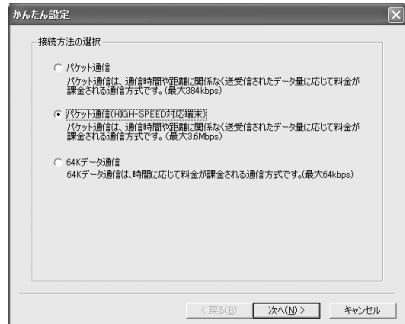 かんたん設定
接続方法の選択
パケット通信
パケット通信は、通信時間や距離に関係なく送受信されたデータ量に応じて料金が
課金される通信方式です。(最大384kbps)
パケット通信(HIGH-SPEED対応端末)
パケット通信は、通信時間や距離に関係なく送受信されたデータ量に応じて料金が
課金される通信方式です。(最大3.6Mbps)
64Kデータ通信
64Kデータ通信は、時間に応じて料金が課金される通信方式です。(最大64kbps)
< 戻る(B)
次へ(N) >
キャンセル